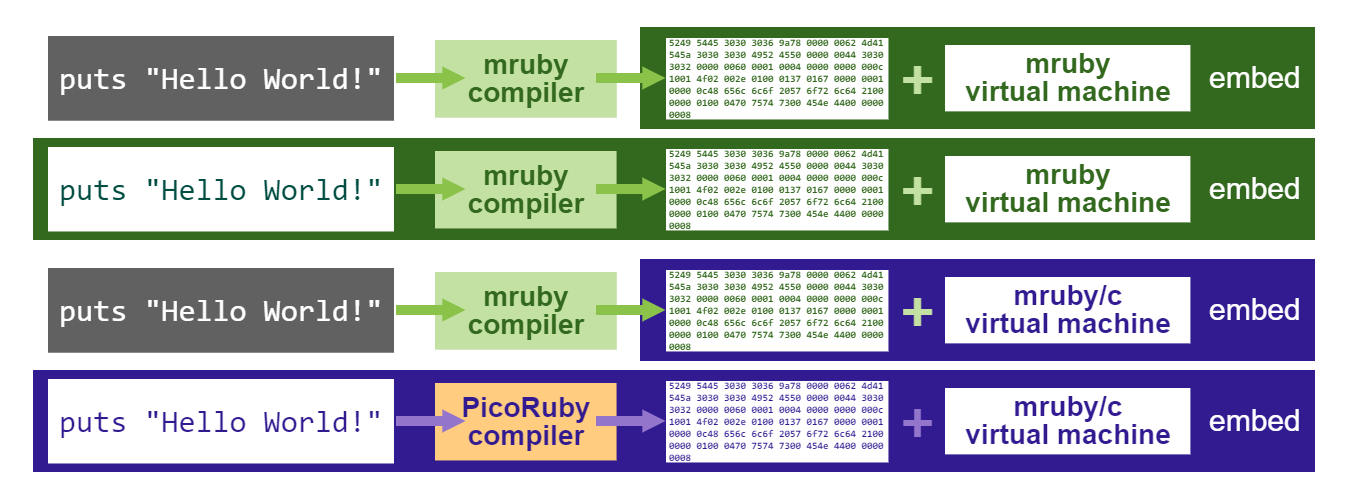 puts "Hello World!"
mruby
compiler
5249 5445 3030 3036 9a78 0000 0062 4d41
545a 3030 3030 4952 4550 0000 0044 3030
3032 0000 0060 0001 0004 0000 0000 000c
1001 4f02 002e 0100 0137 0167 0000 0001
0000 0c48 656c 6c6f 2057 6f72 6c64 2100
0000 0100 0470 7574 7300 454e 4400 0000
0008
+
mruby
virtual machine
embed
puts "Hello World!"
mruby
compiler
5249 5445 3030 3036 9a78 0000 0062 4d41
545a 3030 3030 4952 4550 0000 0044 3030
3032 0000 0060 0001 0004 0000 0000 000c
1001 4f02 002e 0100 0137 0167 0000 0001
0000 0c48 656c 6c6f 2057 6f72 6c64 2100
0000 0100 0470 7574 7300 454e 4400 0000
0008
+
mruby
virtual machine
embed
puts "Hello World!"
mruby
compiler
5249 5445 3030 3036 9a78 0000 0062 4d41
545a 3030 3030 4952 4550 0000 0044 3030
3032 0000 0060 0001 0004 0000 0000 000c
1001 4f02 002e 0100 0137 0167 0000 0001
0000 0c48 656c 6c6f 2057 6f72 6c64 2100
0000 0100 0470 7574 7300 454e 4400 0000
0008
+
mruby/c
virtual machine
embed
puts "Hello World!"
PicoRuby
compiler
5249 5445 3030 3036 9a78 0000 0062 4d41
545a 3030 3030 4952 4550 0000 0044 3030
3032 0000 0060 0001 0004 0000 0000 000c
1001 4f02 002e 0100 0137 0167 0000 0001
0000 0c48 656c 6c6f 2057 6f72 6c64 2100
0000 0100 0470 7574 7300 454e 4400 0000
0008
+
mruby/c
virtual machine
embed